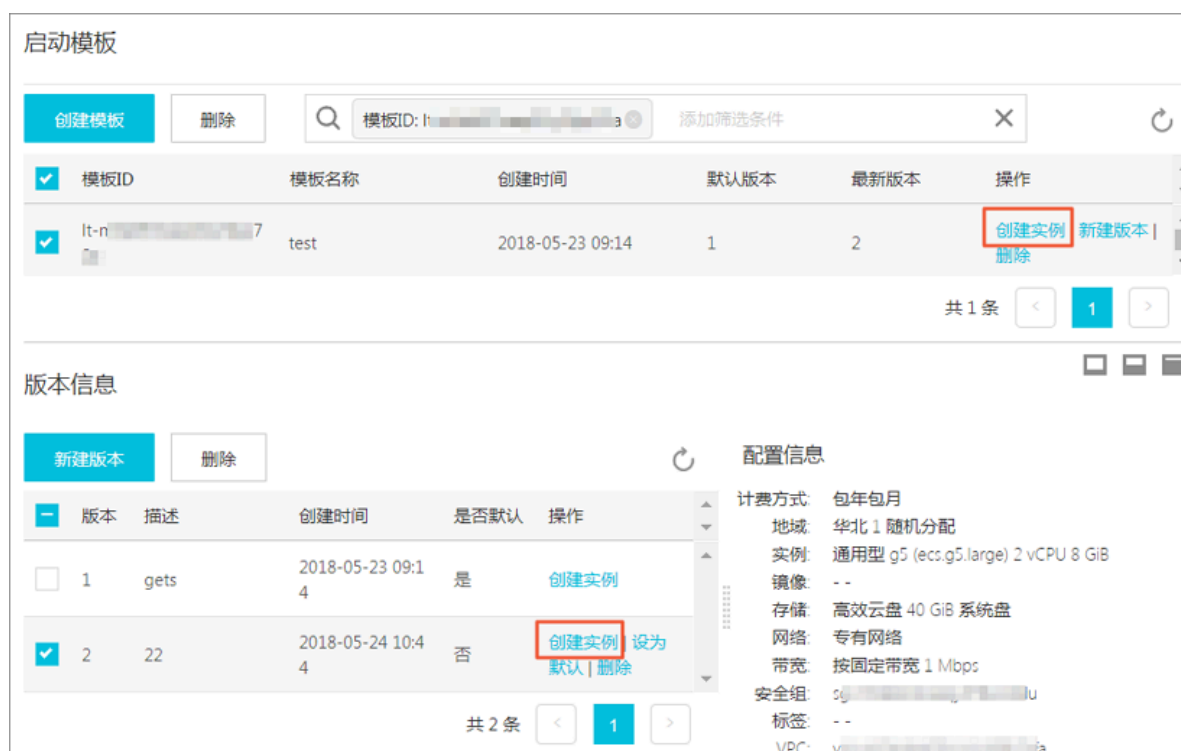 启动模板
创建模板 删除 模板ID: lt a 添加筛选条件
模板ID 模板名称 创建时间 默认版本 最新版本 操作
lt- 7 test 2018-05-23 09:14 1 2 创建实例 新建版本 |
删除
共 1 条 < 1 >
版本信息
新建版本 删除
版本 描述 创建时间 是否默认 操作
1 gets 2018-05-23 09:1
4 是 创建实例
2 22 2018-05-24 10:4
4 否 创建实例 | 设为
默认 | 删除
共 2 条 < 1 >
配置信息
计费方式: 包年包月
地域: 华北 1 随机分配
实例: 通用型 g5 (ecs.g5.large) 2 vCPU 8 GiB
镜像: - -
存储: 高效云盘 40 GiB 系统盘
网络: 专有网络
带宽: 按固定带宽 1 Mbps
安全组: sg lu
标签: - -
VPC: